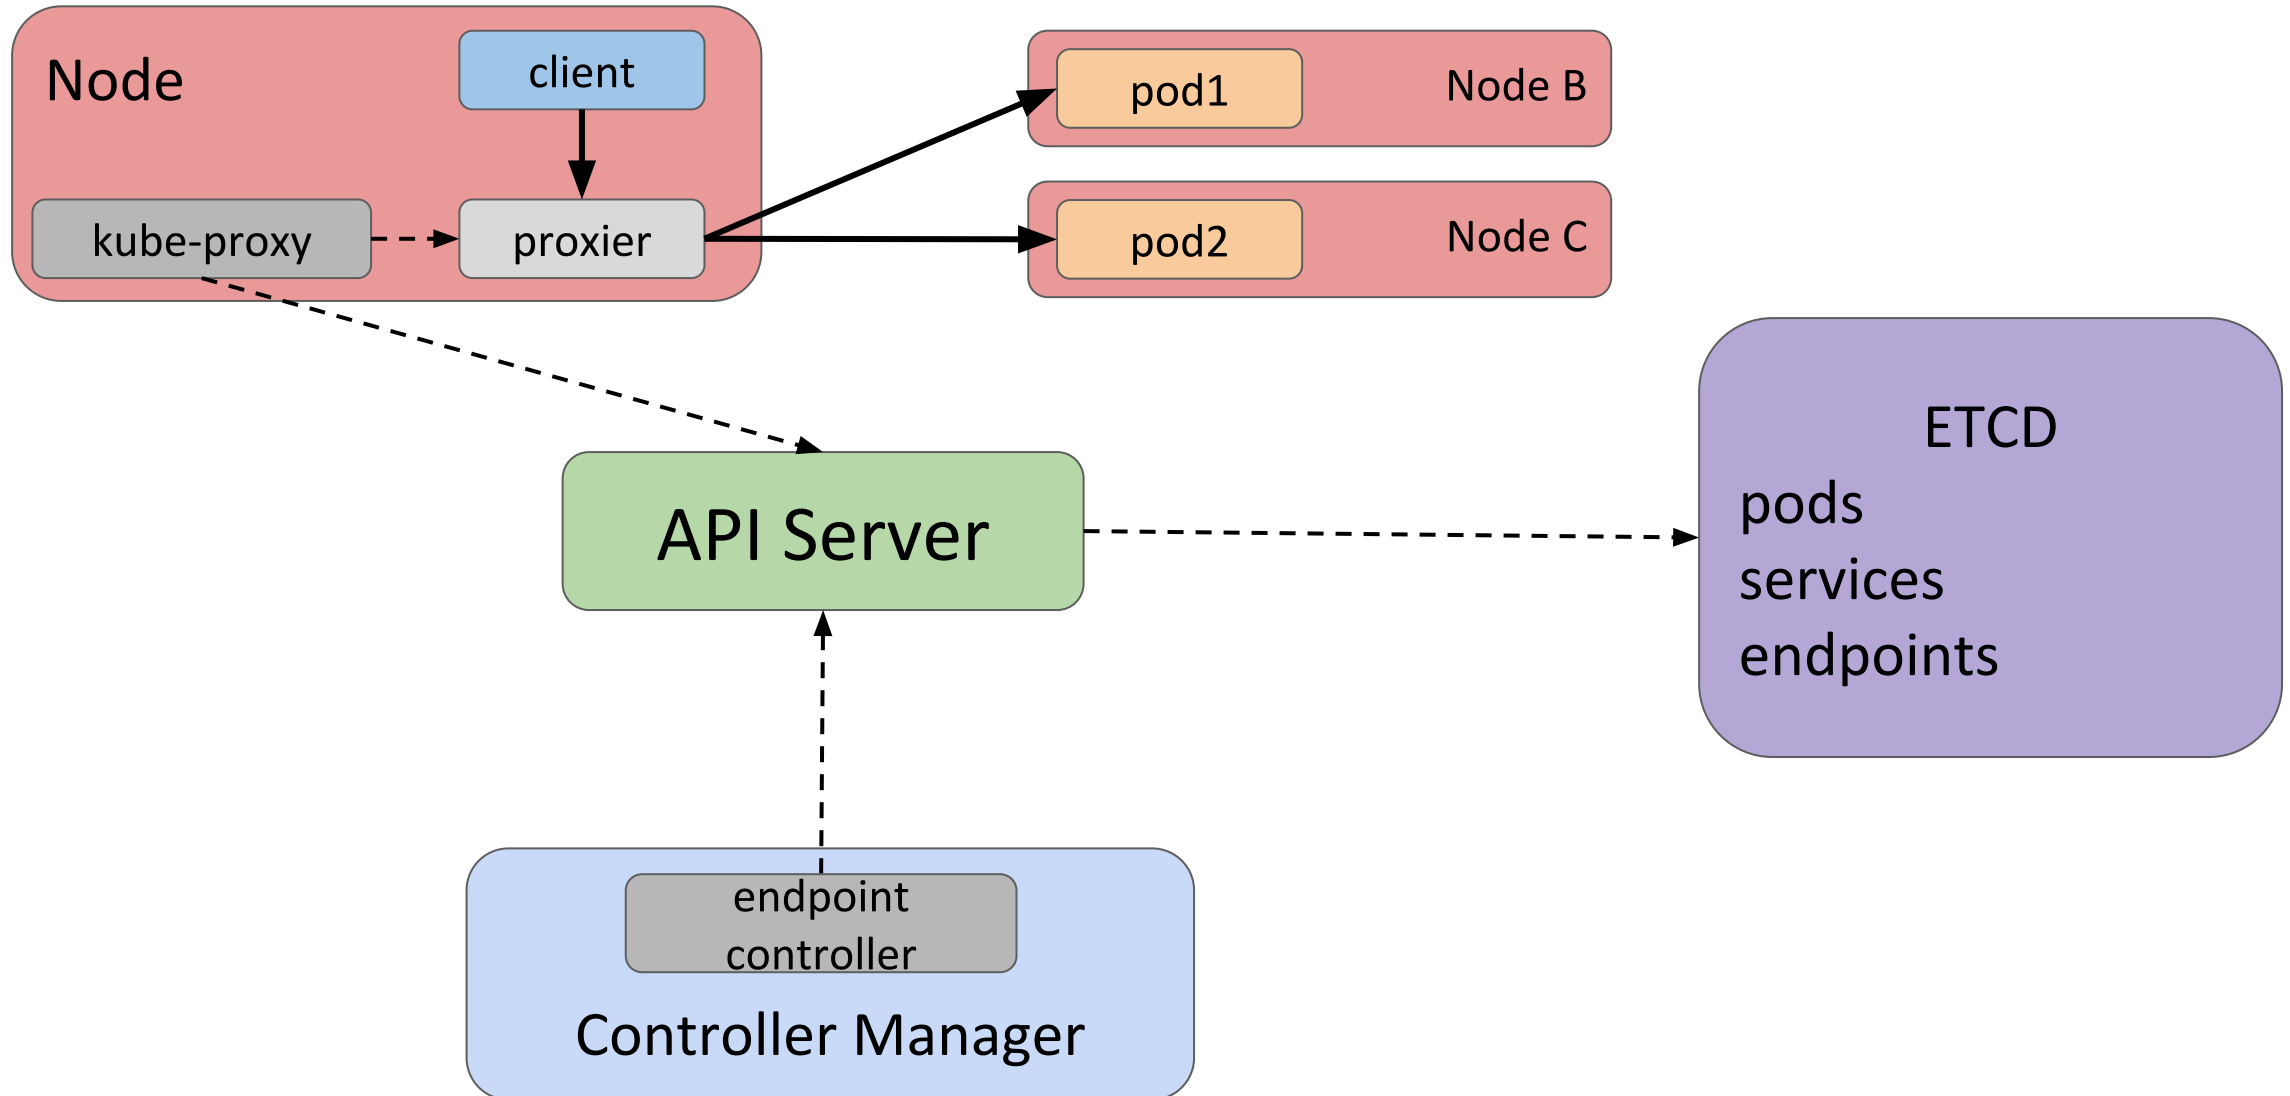 Node
client
kube-proxy
proxier
pod1
Node B
pod2
Node C
API Server
ETCD
pods
services
endpoints
endpoint
controller
Controller Manager